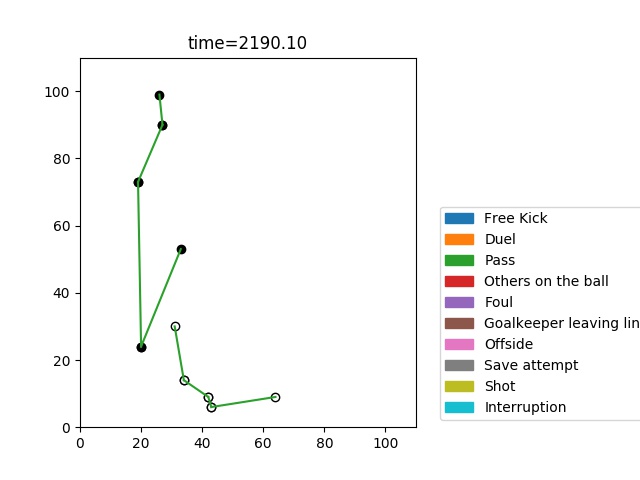 time=2190.10
100
80
60
40
20
0
0 20 40 60 80 100
Free Kick
Duel
Pass
Others on the ball
Foul
Goalkeeper leaving lin
Offside
Save attempt
Shot
Interruption